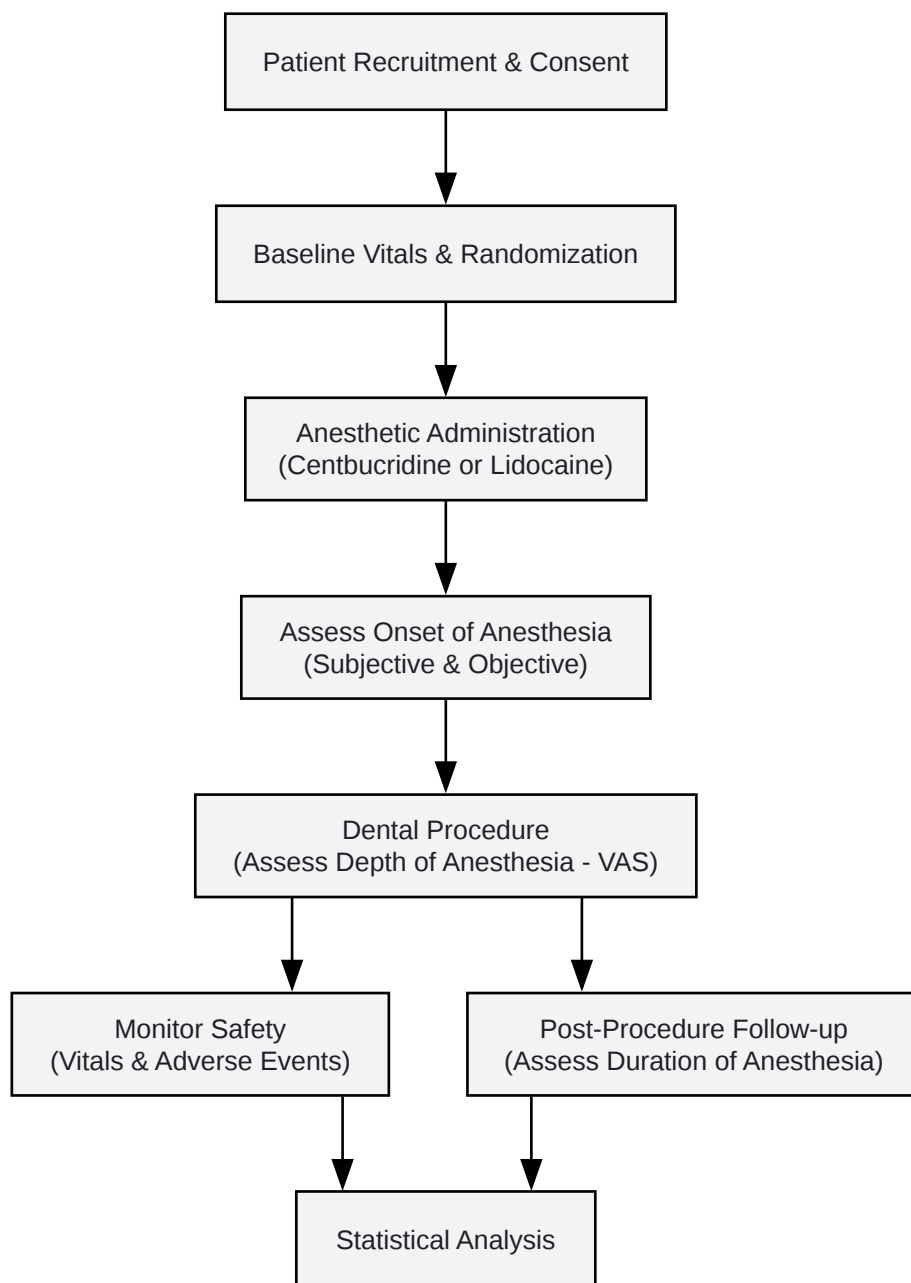 Patient Recruitment & Consent
Baseline Vitals & Randomization
Anesthetic Administration
(Centbucridine or Lidocaine)
Assess Onset of Anesthesia
(Subjective & Objective)
Dental Procedure
(Assess Depth of Anesthesia - VAS)
Monitor Safety
(Vitals & Adverse Events)
Post-Procedure Follow-up
(Assess Duration of Anesthesia)
Statistical Analysis